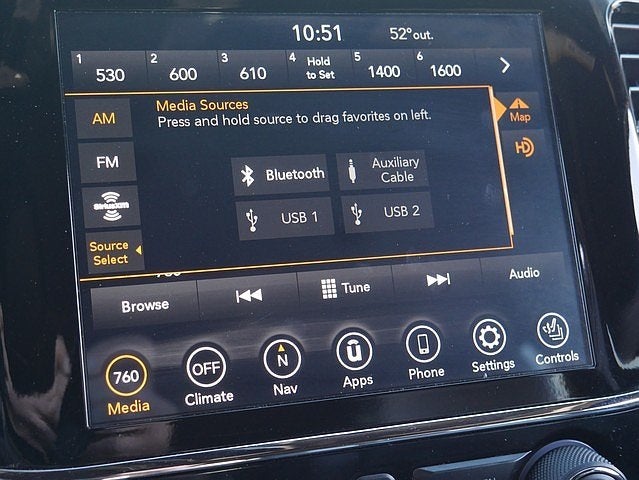 10:51 52° out.
1 530 2 600 3 610 4 Hold to Set 5 1400 6 1600
AM
Media Sources
Press and hold source to drag favorites on left.
Map
FM
Bluetooth
Auxiliary
Cable
HD
SiriusXM
USB 1 USB 2
Source
Select
Browse Tune Audio
760 OFF N
Media Climate Nav Apps Phone Settings Controls